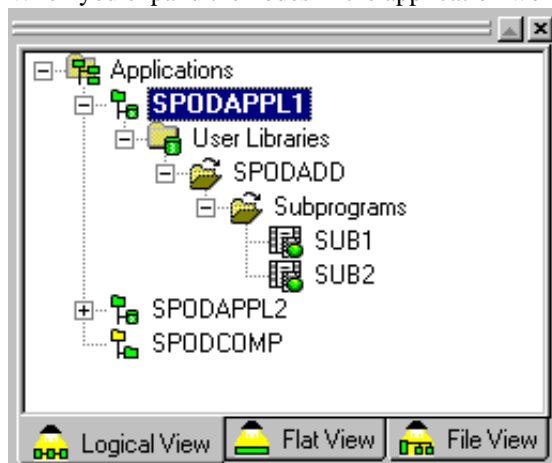 Applications
SPODAPPL1
User Libraries
SPODADD
Subprograms
SUB1
SUB2
SPODAPPL2
SPODCOMP
Logical View
Flat View
File View